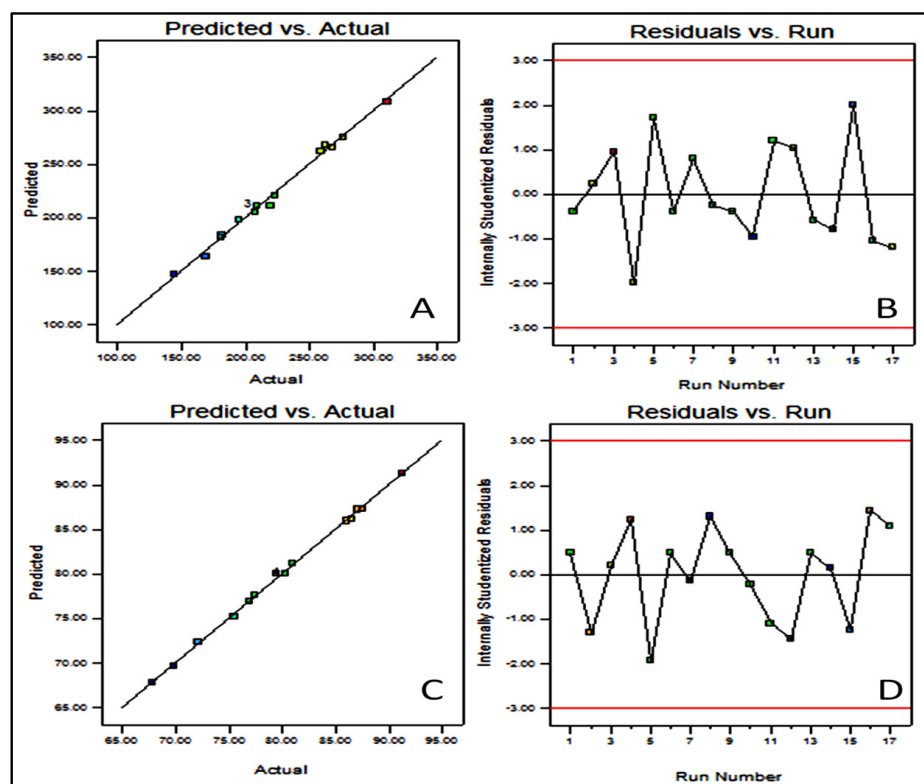 Predicted vs. Actual
Predicted
350.00
300.00
250.00
200.00
150.00
100.00
3
A
100.00 150.00 200.00 250.00 300.00 350.00
Actual
Residuals vs. Run
Internally Studentized Residuals
3.00
2.00
1.00
0.00
-1.00
-2.00
-3.00
B
1 3 5 7 9 11 13 15 17
Run Number
Predicted vs. Actual
Predicted
95.00
90.00
85.00
80.00
75.00
70.00
65.00
C
65.00 70.00 75.00 80.00 85.00 90.00 95.00
Actual
Residuals vs. Run
Internally Studentized Residuals
3.00
2.00
1.00
0.00
-1.00
-2.00
-3.00
D
1 3 5 7 9 11 13 15 17
Run Number